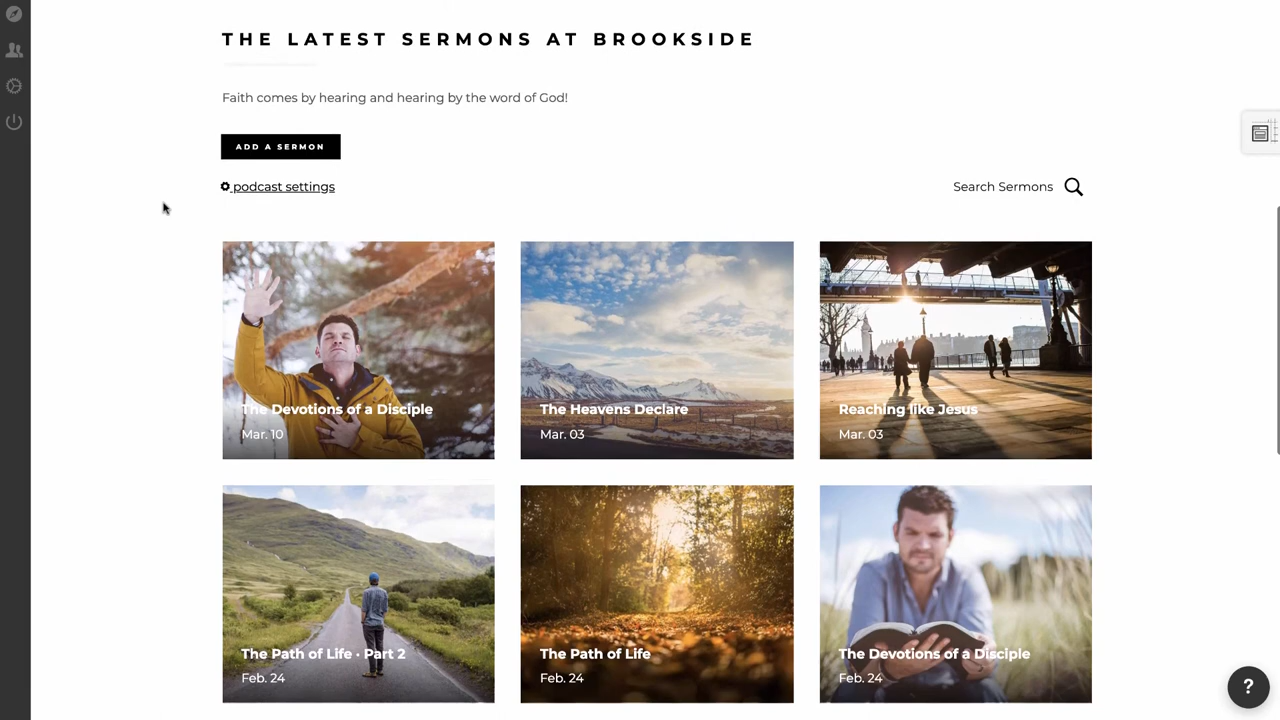 THE LATEST SERMONS AT BROOKSIDE
Faith comes by hearing and hearing by the word of God!
ADD A SERMON
podcast settings
Search Sermons
The Devotions of a Disciple
Mar. 10
The Heavens Declare
Mar. 03
Reaching like Jesus
Mar. 03
The Path of Life · Part 2
Feb. 24
The Path of Life
Feb. 24
The Devotions of a Disciple
Feb. 24
?